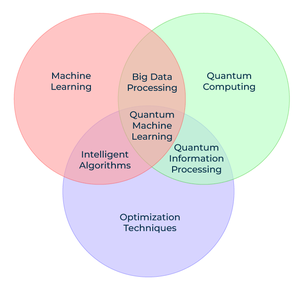 Machine
Learning
Big Data
Processing
Quantum
Computing
Quantum
Machine
Learning
Intelligent
Algorithms
Quantum
Information
Processing
Optimization
Techniques